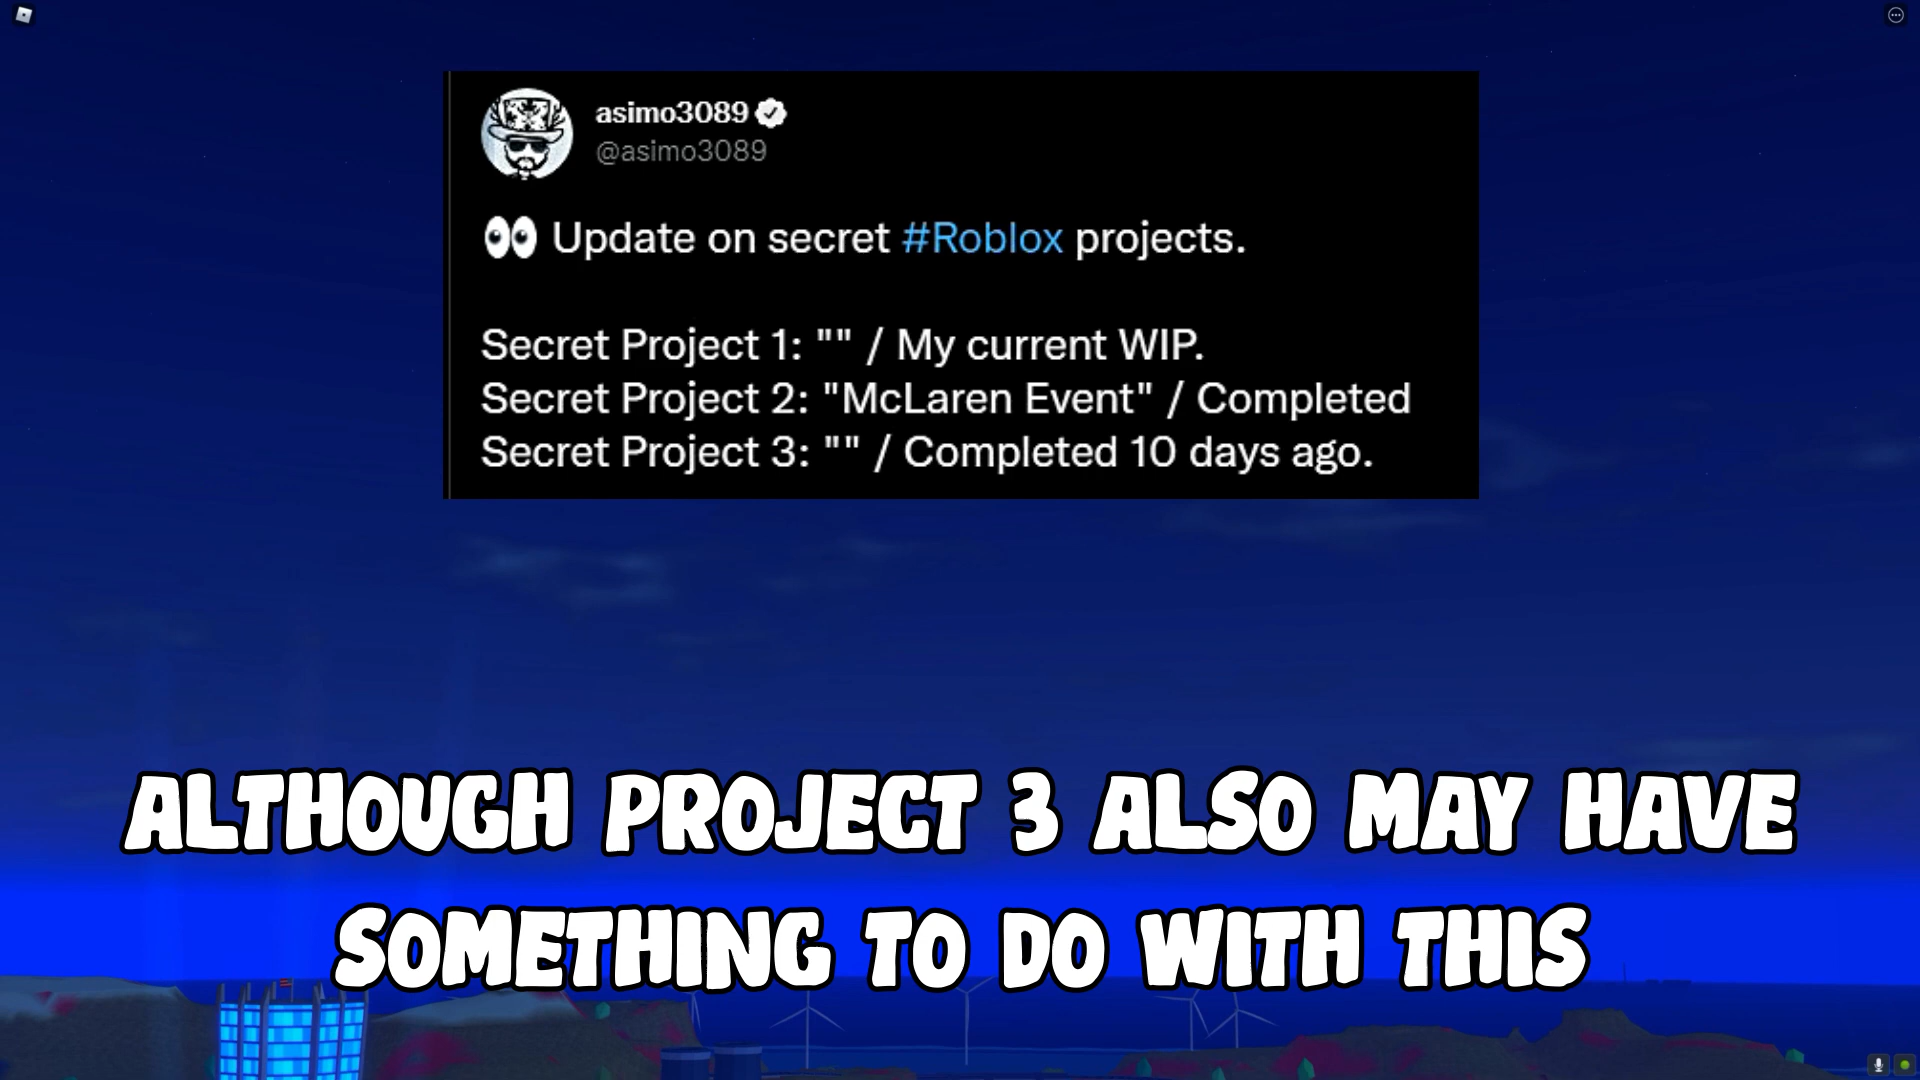 asimo3089
@asimo3089
👀 Update on secret #Roblox projects.
Secret Project 1: "" / My current WIP.
Secret Project 2: "McLaren Event" / Completed
Secret Project 3: "" / Completed 10 days ago.
ALTHOUGH PROJECT 3 ALSO MAY HAVE
SOMETHING TO DO WITH THIS